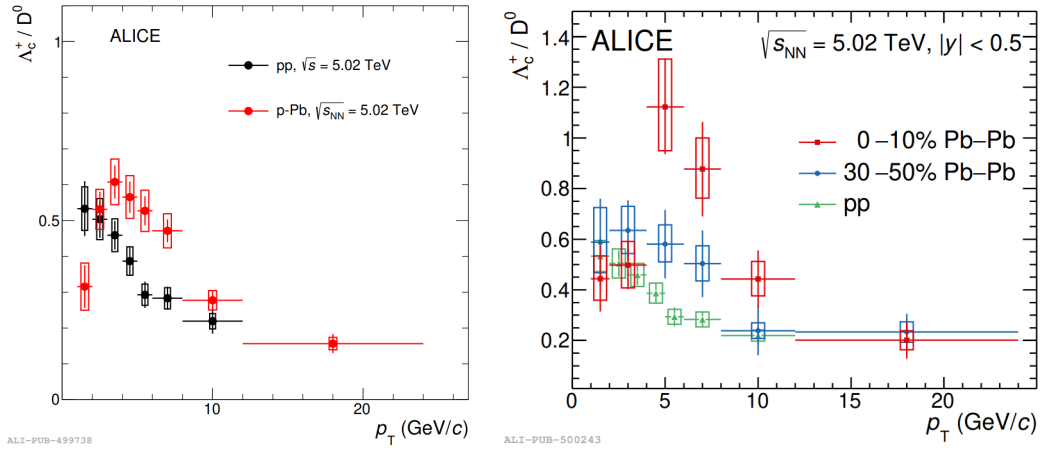 Λc+ / D0
1
0.5
0
ALICE
pp, √s = 5.02 TeV
p-Pb, √sNN = 5.02 TeV
10
20
pT (GeV/c)
ALI-PUB-499738
Λc+ / D0
1.4
1.2
1
0.8
0.6
0.4
0.2
ALICE
√sNN = 5.02 TeV, |y| < 0.5
0–10% Pb–Pb
30–50% Pb–Pb
pp
0
5
10
15
20
pT (GeV/c)
ALI-PUB-500243